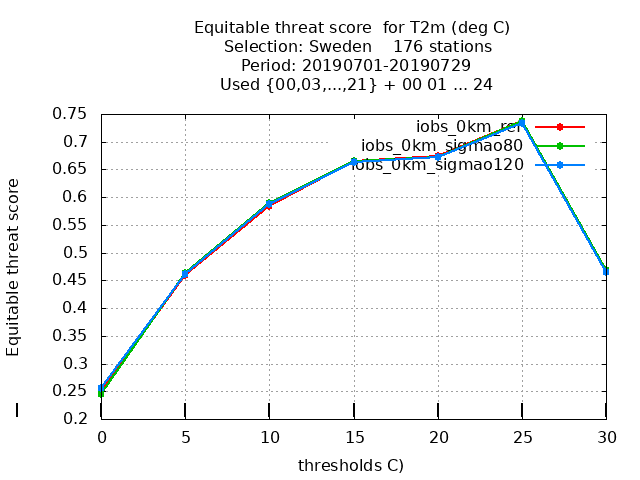 Equitable threat score for T2m (deg C)
Selection: Sweden 176 stations
Period: 20190701-20190729
Used {00,03,...,21} + 00 01 ... 24
Equitable threat score
0.75
0.7
0.65
0.6
0.55
0.5
0.45
0.4
0.35
0.3
0.25
0.2
iobs_0km_ref
iobs_0km_sigmao80
iobs_0km_sigmao120
0 5 10 15 20 25 30
thresholds C)